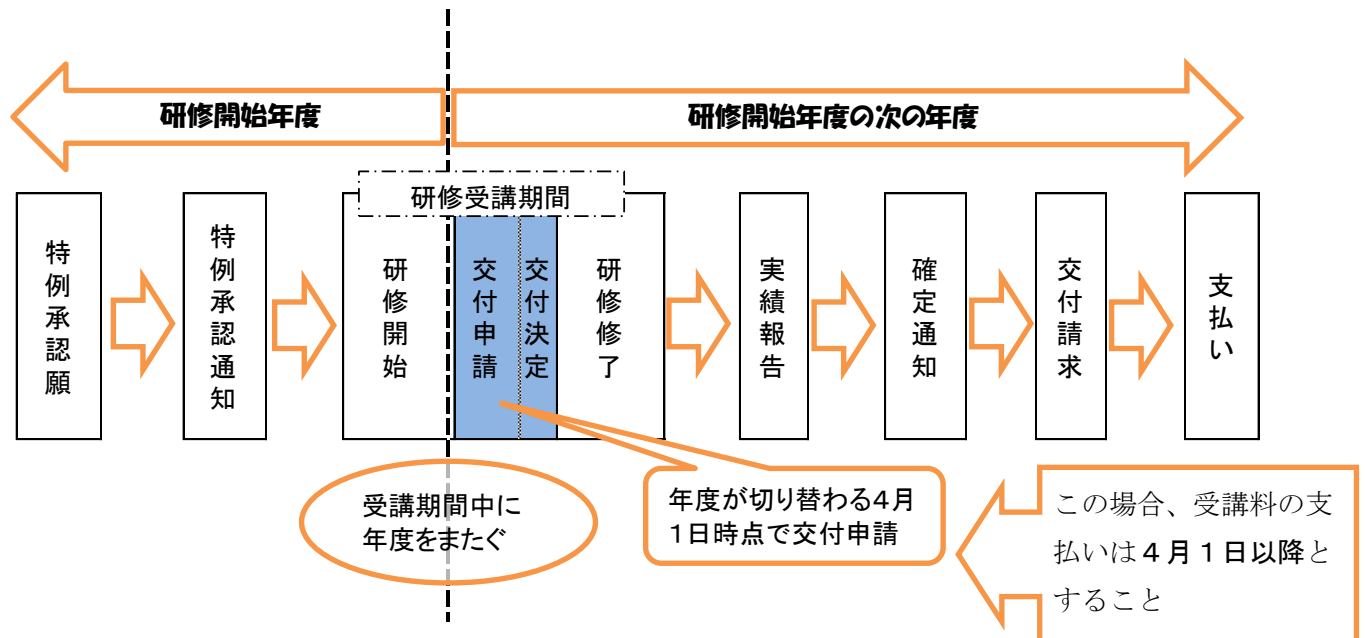 研修開始年度
研修開始年度の次の年度
研修受講期間
特例承認願
特例承認通知
研修開始
交付申請
交付決定
研修修了
実績報告
確定通知
交付請求
支払い
受講期間中に
年度をまたぐ
年度が切り替わる4月
1日時点で交付申請
この場合、受講料の支
払いは4月1日以降と
すること